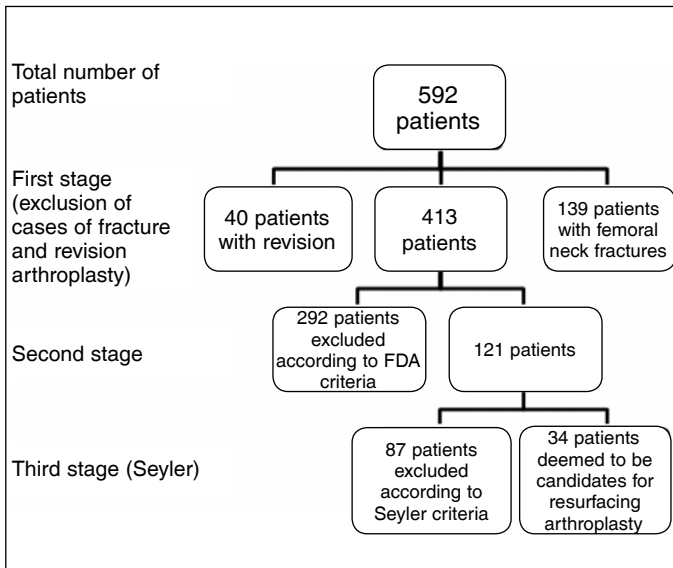 Total number of
patients
592
patients
First stage
(exclusion of
cases of fracture
and revision
arthroplasty)
40 patients
with revision
413
patients
139 patients
with femoral
neck fractures
Second stage
292 patients
excluded
according to FDA
criteria
121 patients
Third stage (Seyler)
87 patients
excluded
according to
Seyler criteria
34 patients
deemed to be
candidates for
resurfacing
arthroplasty